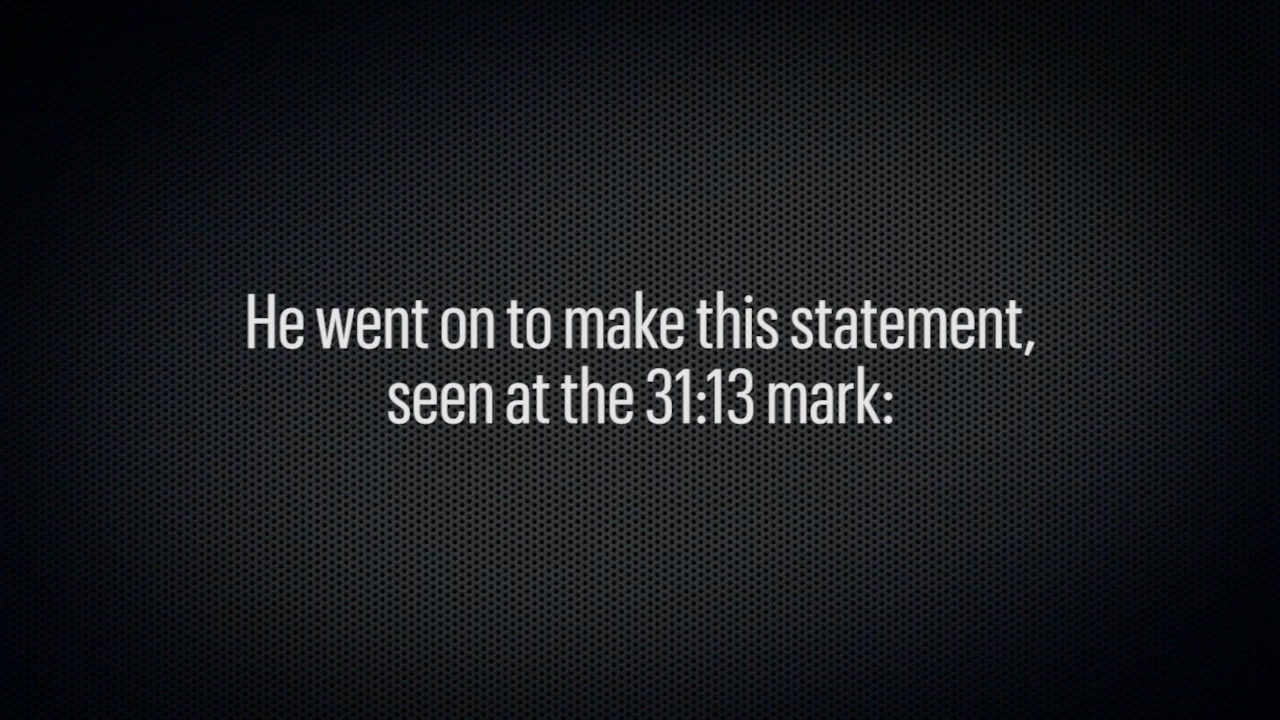 He went on to make this statement,
seen at the 31:13 mark: